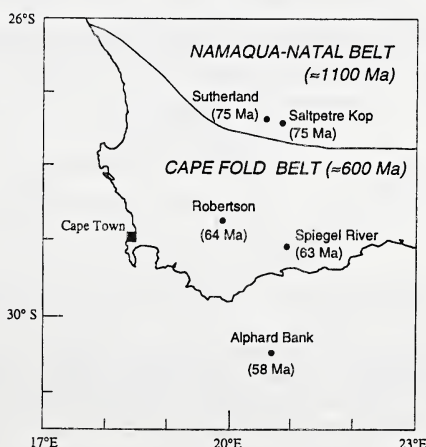 26°S
NAMAQUA-NATAL BELT
(≈1100 Ma)
Sutherland
(75 Ma)
Saltpetre Kop
(75 Ma)
CAPE FOLD BELT (≈600 Ma)
Robertson
(64 Ma)
Cape Town
Spiegel River
(63 Ma)
30° S
Alphard Bank
(58 Ma)
17°E
20°E
23°E